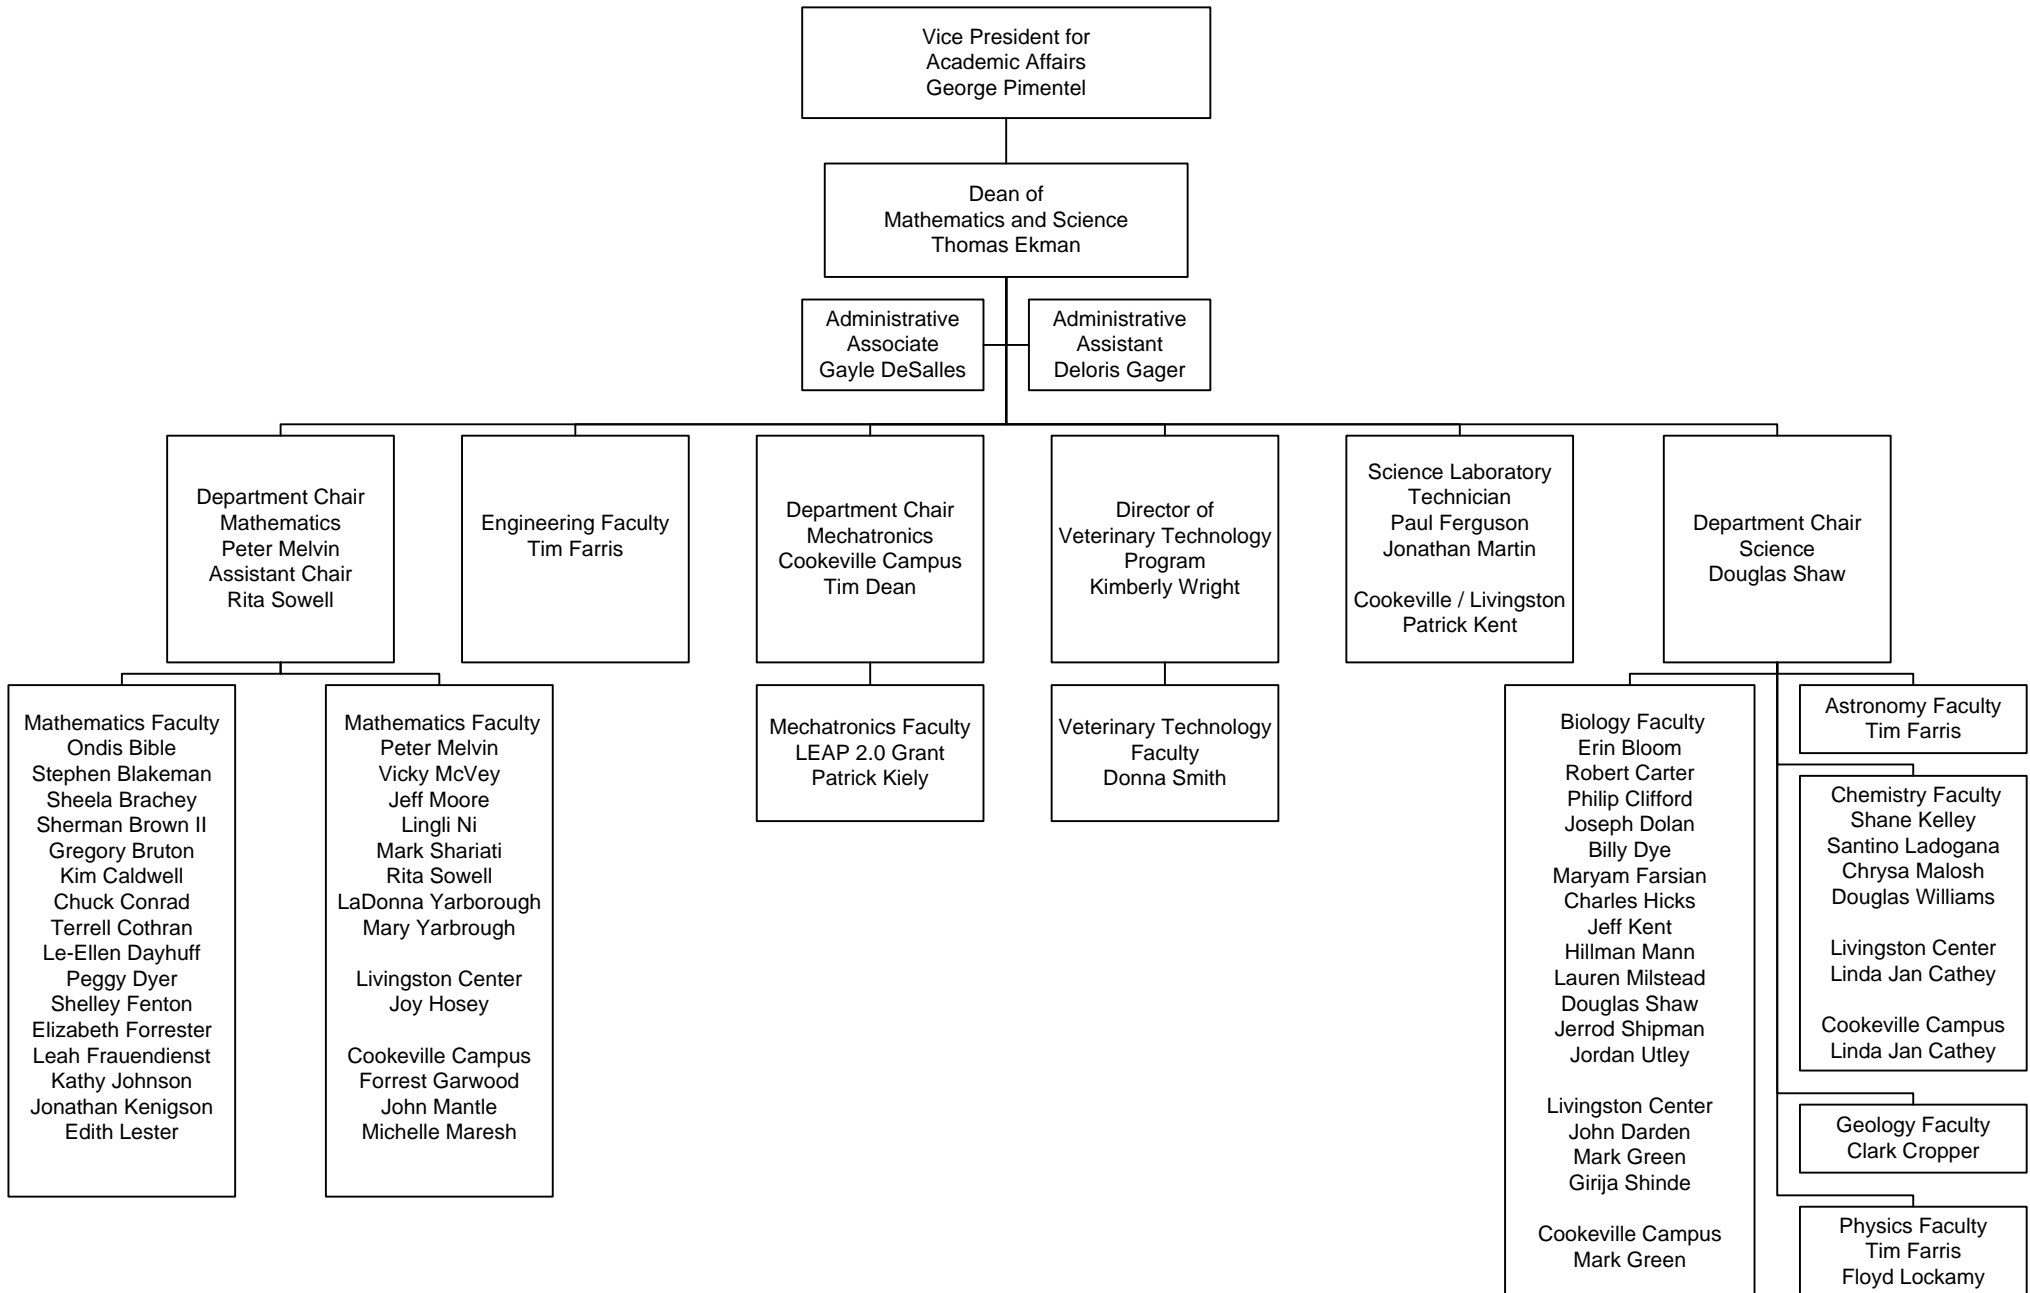 Vice President for
Academic Affairs
George Pimentel
Dean of
Mathematics and Science
Thomas Ekman
Administrative
Associate
Gayle DeSalles
Administrative
Assistant
Deloris Gager
Department Chair
Mathematics
Peter Melvin
Assistant Chair
Rita Sowell
Engineering Faculty
Tim Farris
Department Chair
Mechatronics
Cookeville Campus
Tim Dean
Director of
Veterinary Technology
Program
Kimberly Wright
Science Laboratory
Technician
Paul Ferguson
Jonathan Martin
Cookeville / Livingston
Patrick Kent
Department Chair
Science
Douglas Shaw
Mathematics Faculty
Ondis Bible
Stephen Blakeman
Sheela Brachey
Sherman Brown II
Gregory Bruton
Kim Caldwell
Chuck Conrad
Terrell Cothran
Le-Ellen Dayhuff
Peggy Dyer
Shelley Fenton
Elizabeth Forrester
Leah Frauendienst
Kathy Johnson
Jonathan Kenigson
Edith Lester
Mathematics Faculty
Peter Melvin
Vicky McVey
Jeff Moore
Lingli Ni
Mark Shariati
Rita Sowell
LaDonna Yarborough
Mary Yarbrough
Livingston Center
Joy Hosey
Cookeville Campus
Forrest Garwood
John Mantle
Michelle Maresh
Mechatronics Faculty
LEAP 2.0 Grant
Patrick Kiely
Veterinary Technology
Faculty
Donna Smith
Biology Faculty
Erin Bloom
Robert Carter
Philip Clifford
Joseph Dolan
Billy Dye
Maryam Farsian
Charles Hicks
Jeff Kent
Hillman Mann
Lauren Milstead
Douglas Shaw
Jerrod Shipman
Jordan Utley
Livingston Center
John Darden
Mark Green
Girija Shinde
Cookeville Campus
Mark Green
Astronomy Faculty
Tim Farris
Chemistry Faculty
Shane Kelley
Santino Ladogana
Chrysa Malosh
Douglas Williams
Livingston Center
Linda Jan Cathey
Cookeville Campus
Linda Jan Cathey
Geology Faculty
Clark Cropper
Physics Faculty
Tim Farris
Floyd Lockamy